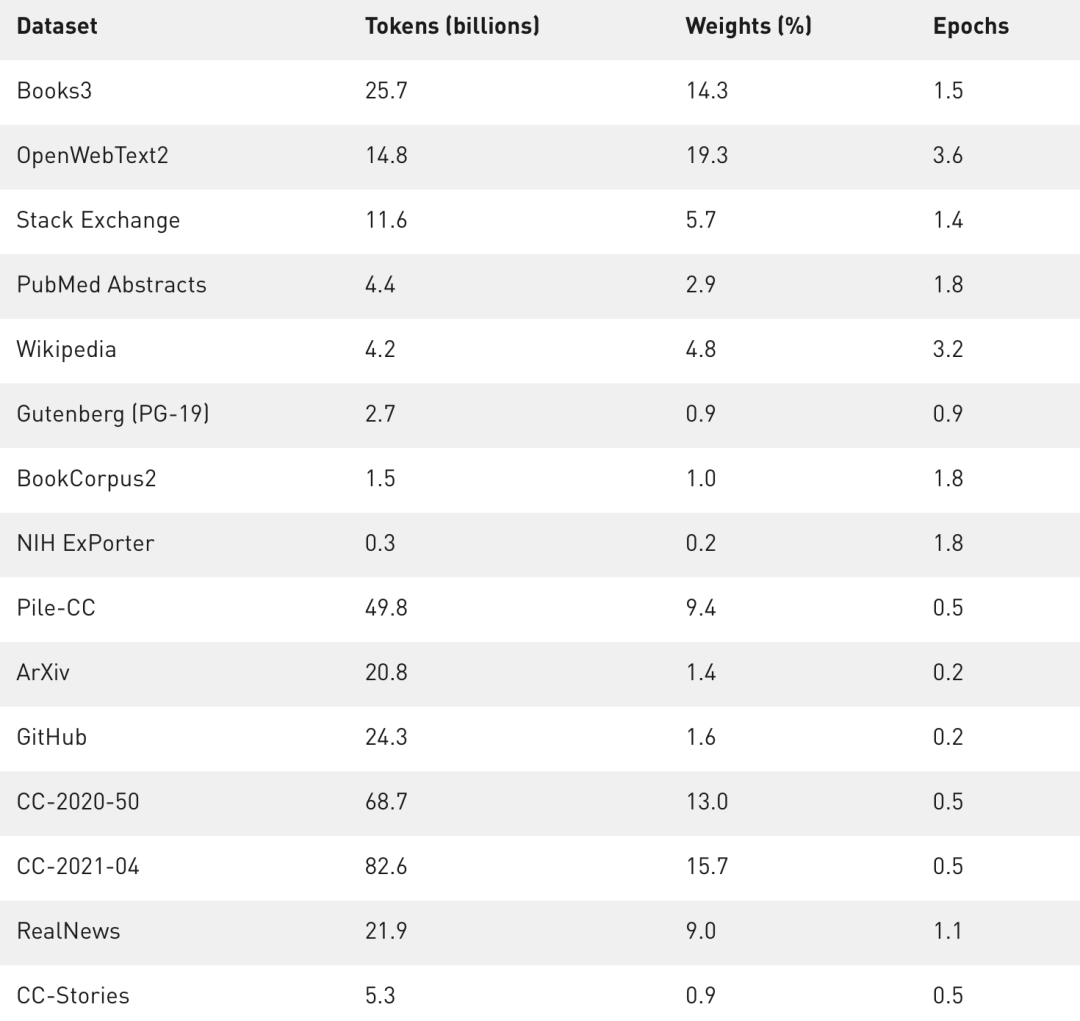 Dataset Tokens (billions) Weights (%) Epochs
Books3 25.7 14.3 1.5
OpenWebText2 14.8 19.3 3.6
Stack Exchange 11.6 5.7 1.4
PubMed Abstracts 4.4 2.9 1.8
Wikipedia 4.2 4.8 3.2
Gutenberg (PG-19) 2.7 0.9 0.9
BookCorpus2 1.5 1.0 1.8
NIH ExPorter 0.3 0.2 1.8
Pile-CC 49.8 9.4 0.5
ArXiv 20.8 1.4 0.2
GitHub 24.3 1.6 0.2
CC-2020-50 68.7 13.0 0.5
CC-2021-04 82.6 15.7 0.5
RealNews 21.9 9.0 1.1
CC-Stories 5.3 0.9 0.5